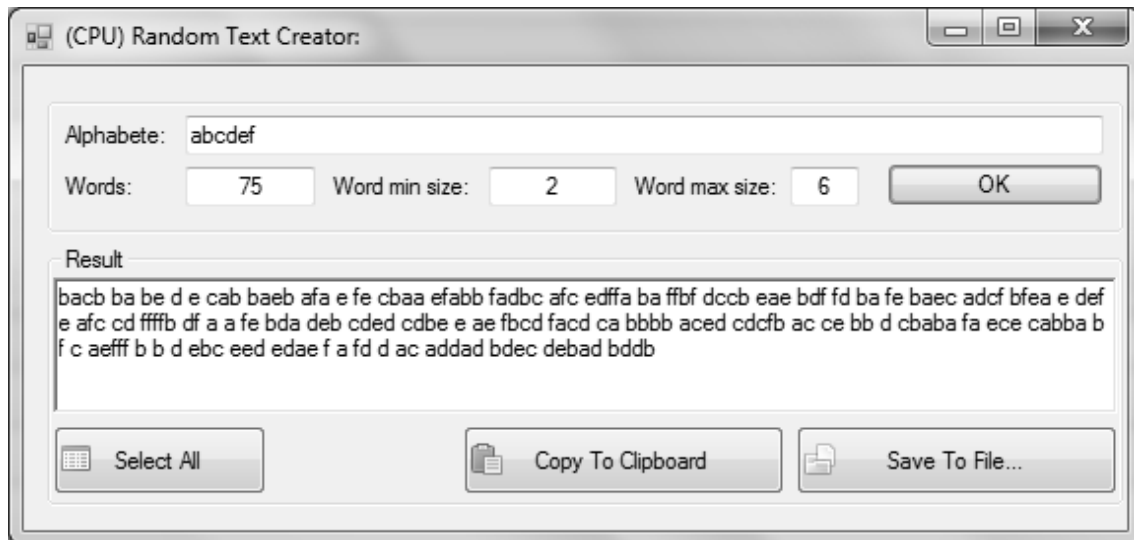 (CPU) Random Text Creator:
Alphabete: abcdef
Words: 75 Word min size: 2 Word max size: 6 OK
Result
bacb ba be d e cab baeb afa e fe cbaa efabb fadbc afc edffa ba ffbf dccb eae bdf fd ba fe baec adcf bfea e def
e afc cd ffffb df a a fe bda deb cded cdbe e ae fbcd facd ca bbbb aced cdcfb ac ce bb d cbaba fa ece cabba b
f c aefff b b d ebc eed edae f a fd d ac addad bdec debad bddb
Select All Copy To Clipboard Save To File...